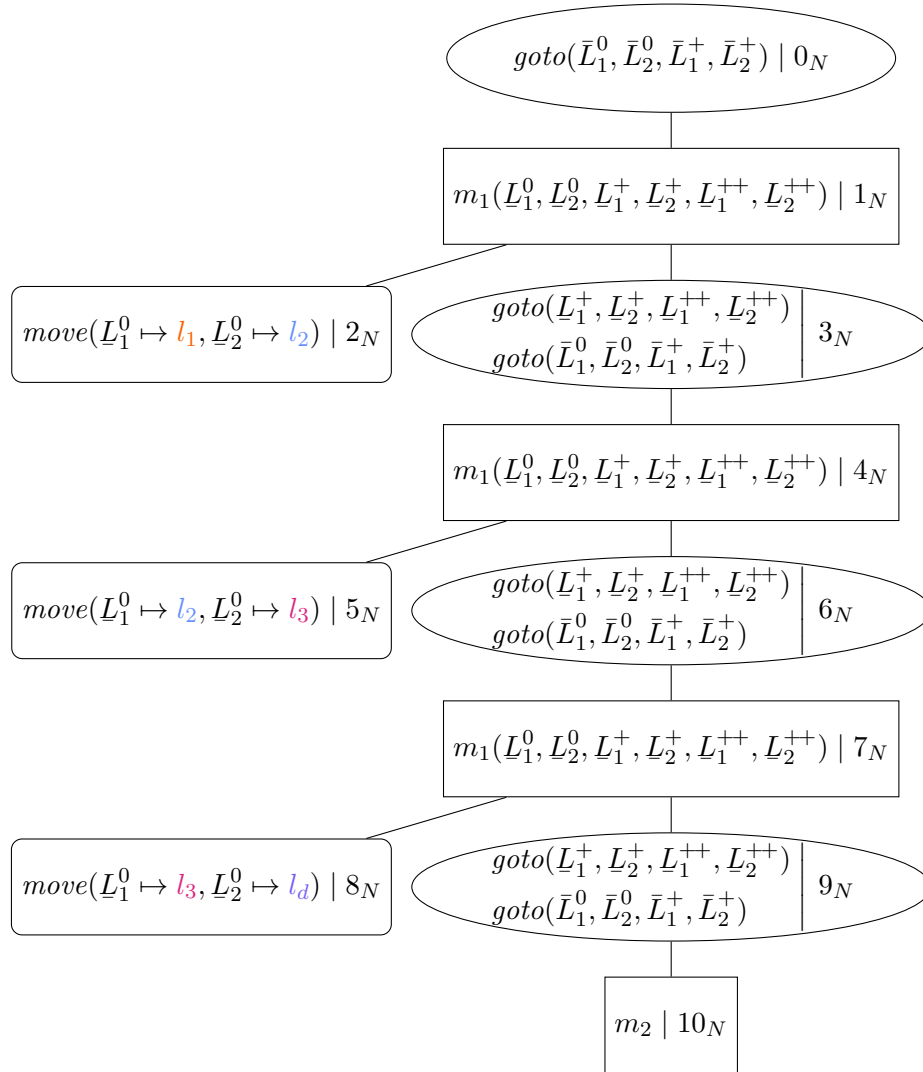 goto(L̄₁⁰, L̄₂⁰, L̄₁⁺, L̄₂⁺) | 0_N
m₁(L̲₁⁰, L̲₂⁰, L̲₁⁺, L̲₂⁺, L̲₁⁺⁺, L̲₂⁺⁺) | 1_N
move(L̲₁⁰ ↦ l₁, L̲₂⁰ ↦ l₂) | 2_N
goto(L̲₁⁺, L̲₂⁺, L̲₁⁺⁺, L̲₂⁺⁺)
goto(L̄₁⁰, L̄₂⁰, L̄₁⁺, L̄₂⁺) | 3_N
m₁(L̲₁⁰, L̲₂⁰, L̲₁⁺, L̲₂⁺, L̲₁⁺⁺, L̲₂⁺⁺) | 4_N
move(L̲₁⁰ ↦ l₂, L̲₂⁰ ↦ l₃) | 5_N
goto(L̲₁⁺, L̲₂⁺, L̲₁⁺⁺, L̲₂⁺⁺)
goto(L̄₁⁰, L̄₂⁰, L̄₁⁺, L̄₂⁺) | 6_N
m₁(L̲₁⁰, L̲₂⁰, L̲₁⁺, L̲₂⁺, L̲₁⁺⁺, L̲₂⁺⁺) | 7_N
move(L̲₁⁰ ↦ l₃, L̲₂⁰ ↦ l_d) | 8_N
goto(L̲₁⁺, L̲₂⁺, L̲₁⁺⁺, L̲₂⁺⁺)
goto(L̄₁⁰, L̄₂⁰, L̄₁⁺, L̄₂⁺) | 9_N
m₂ | 10_N